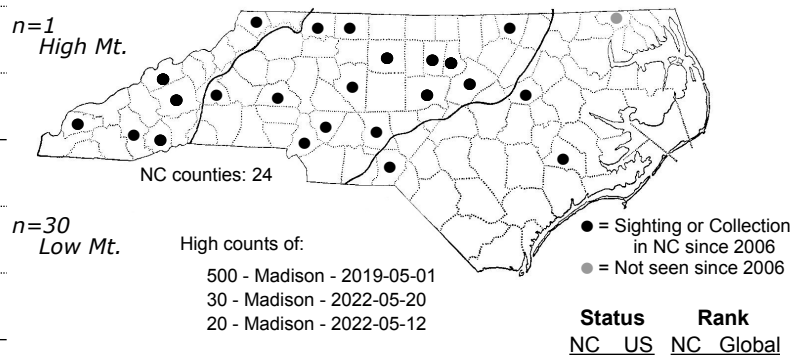 n=1
High Mt.
NC counties: 24
n=30
Low Mt.
High counts of:
500 - Madison - 2019-05-01
30 - Madison - 2022-05-20
20 - Madison - 2022-05-12
● = Sighting or Collection
in NC since 2006
● = Not seen since 2006
Status Rank
NC US NC Global